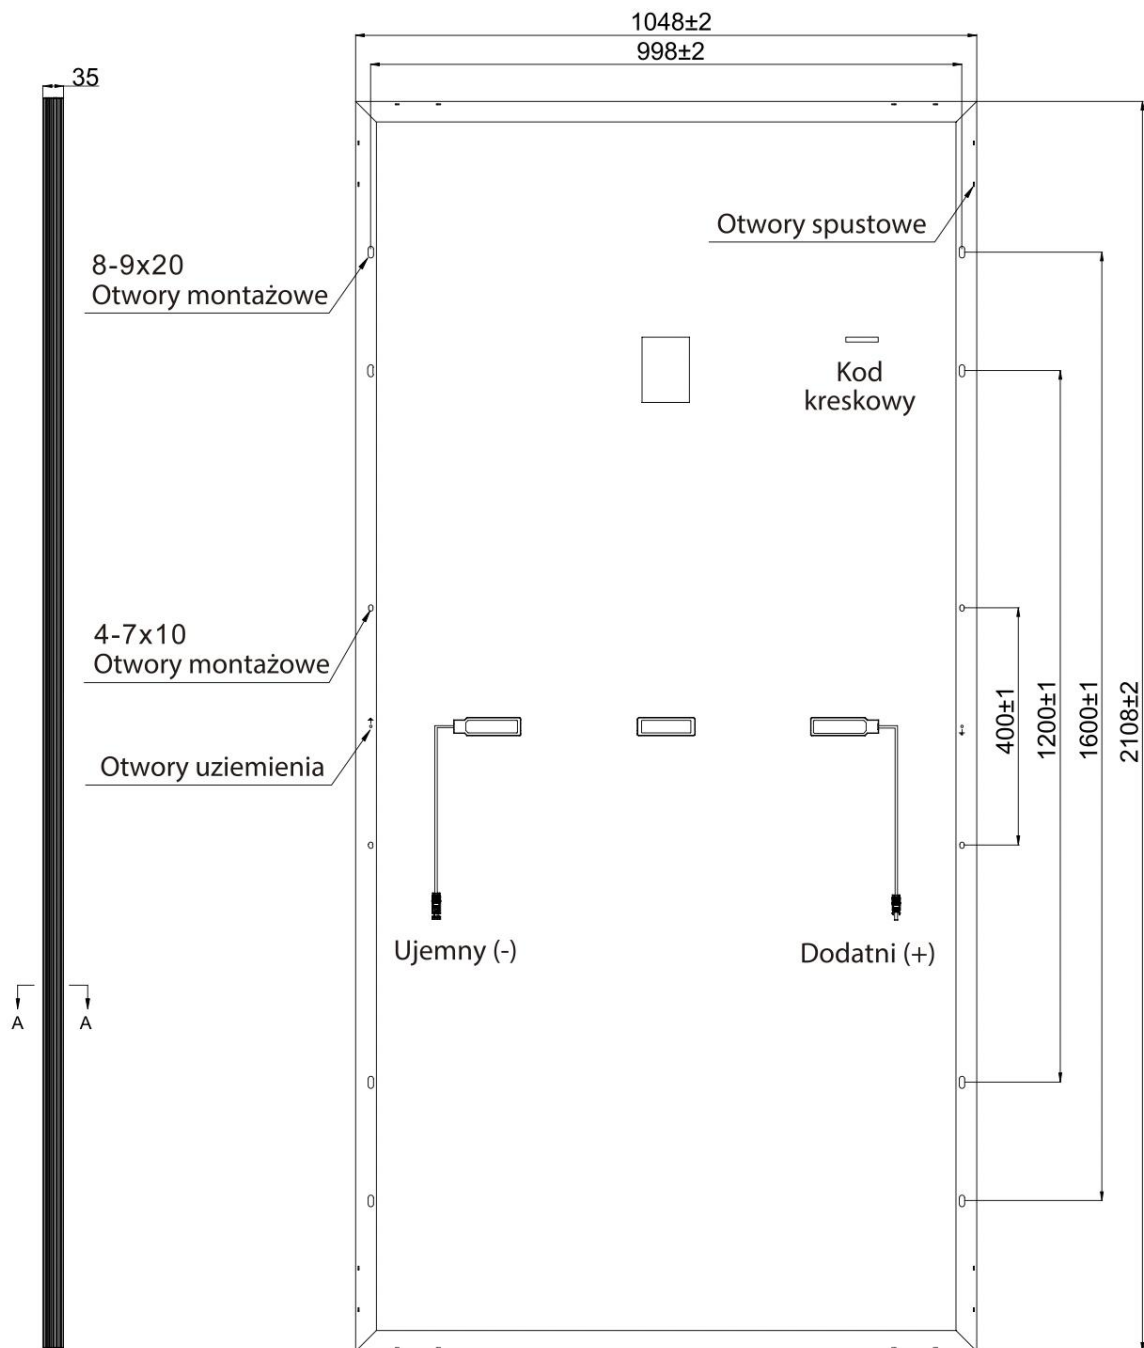 1048±2
998±2
35
Otwory spustowe
8-9x20
Otwory montażowe
Kod
kreskowy
4-7x10
Otwory montażowe
400±1
1200±1
1600±1
2108±2
Otwory uziemienia
Ujemny (-)
Dodatni (+)
A
A